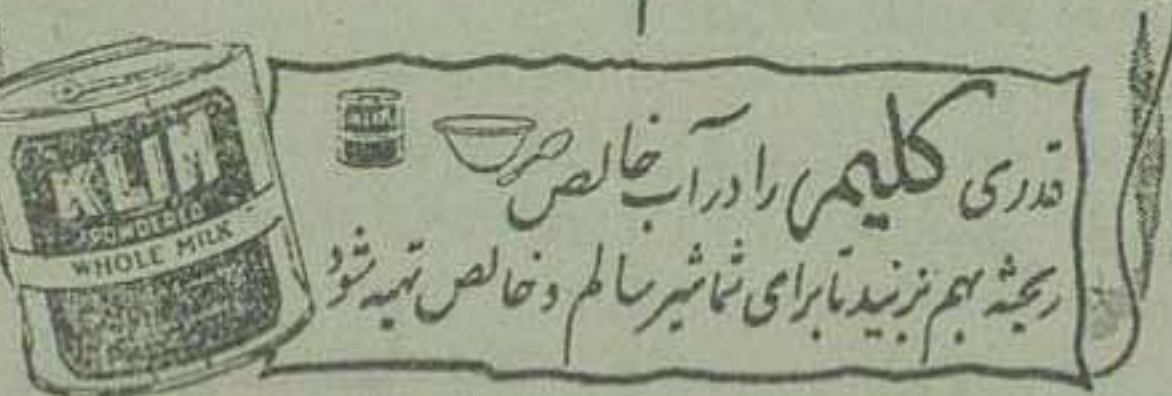 قدری کلیم را در آب خالص
ریخته بهم بزنید تا برای شما شیر سالم و خالص تهیه شود
KLIM
POWDERED
WHOLE MILK
KLIM